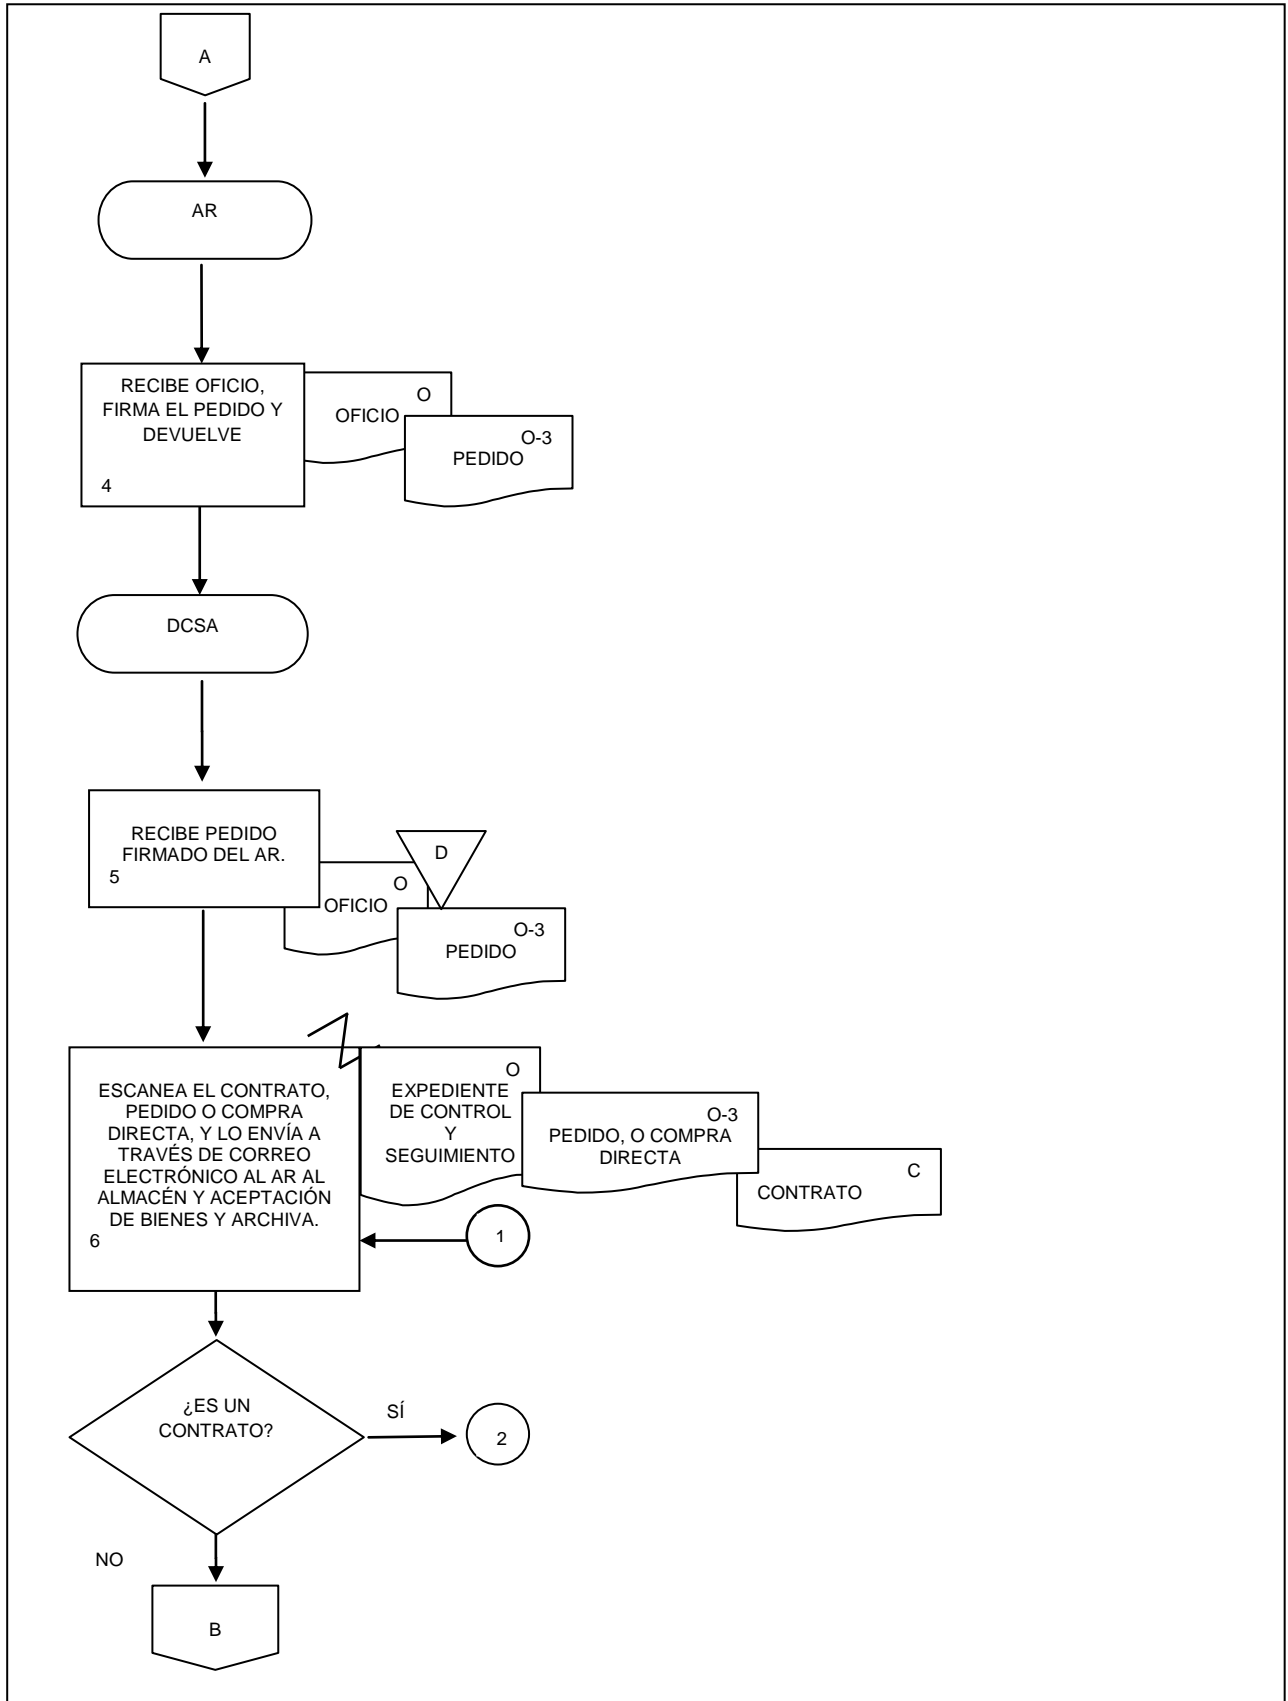 A
AR
RECIBE OFICIO,
FIRMA EL PEDIDO Y
DEVUELVE
4
O
OFICIO
O-3
PEDIDO
DCSA
RECIBE PEDIDO
FIRMADO DEL AR.
5
D
O
OFICIO
O-3
PEDIDO
ESCANEA EL CONTRATO,
PEDIDO O COMPRA
DIRECTA, Y LO ENVÍA A
TRAVÉS DE CORREO
ELECTRÓNICO AL AR AL
ALMACÉN Y ACEPTACIÓN
DE BIENES Y ARCHIVA.
6
O
EXPEDIENTE
DE CONTROL
Y
SEGUIMIENTO
O-3
PEDIDO, O COMPRA
DIRECTA
C
CONTRATO
1
¿ES UN
CONTRATO?
SÍ
2
NO
B